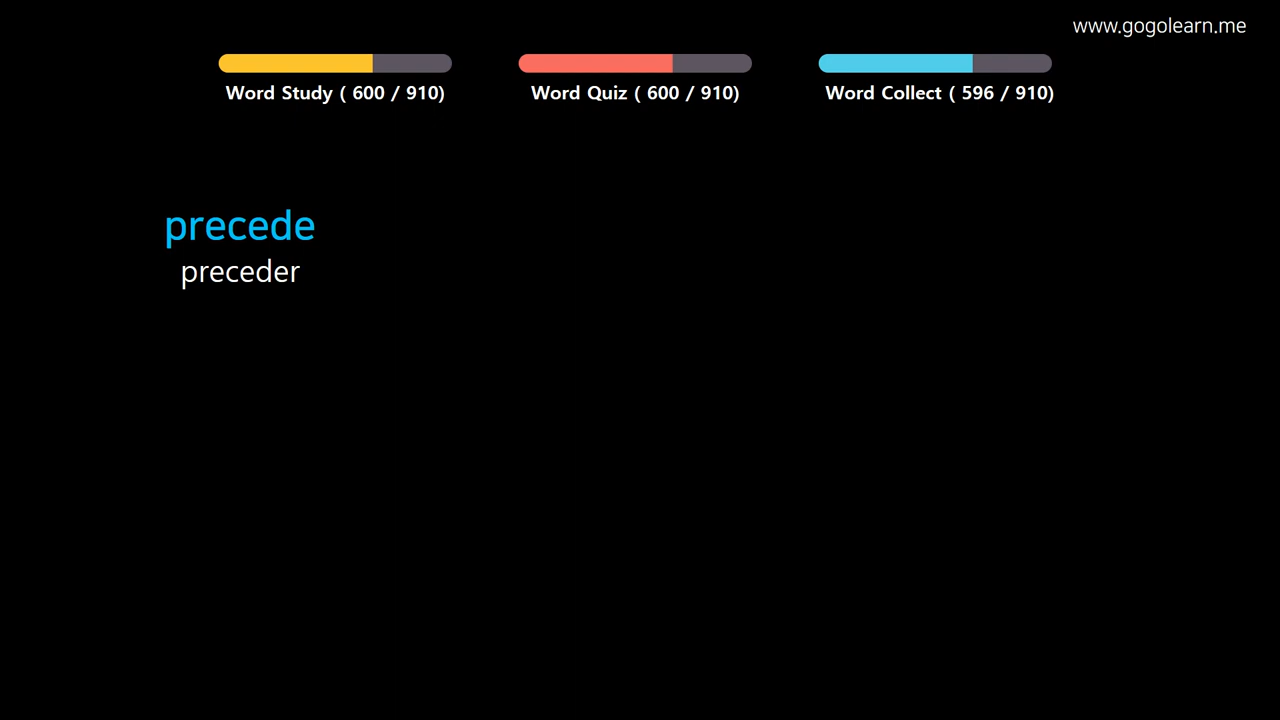 www.gogolearn.me
Word Study ( 600 / 910)
Word Quiz ( 600 / 910)
Word Collect ( 596 / 910)
precede
preceder